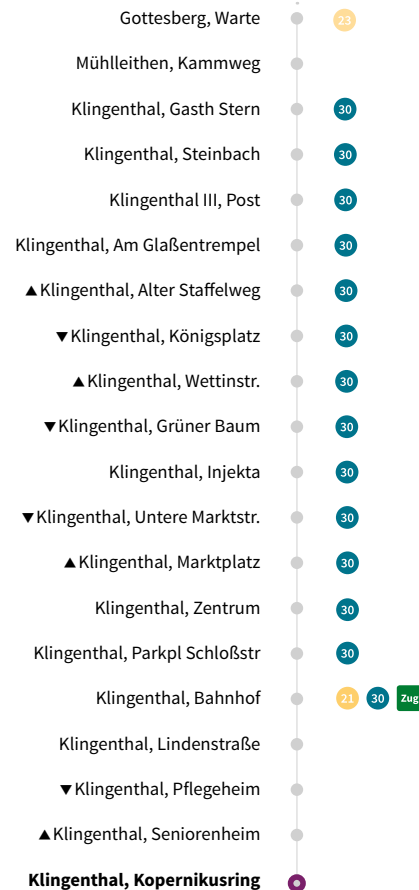 Gottesberg, Warte 23
Mühlleithen, Kammweg
Klingenthal, Gasth Stern 30
Klingenthal, Steinbach 30
Klingenthal III, Post 30
Klingenthal, Am Glaßentrempel 30
▲Klingenthal, Alter Staffelweg 30
▼Klingenthal, Königsplatz 30
▲Klingenthal, Wettinstr. 30
▼Klingenthal, Grüner Baum 30
Klingenthal, Injekta 30
▼Klingenthal, Untere Marktstr. 30
▲Klingenthal, Marktplatz 30
Klingenthal, Zentrum 30
Klingenthal, Parkpl Schloßstr 30
Klingenthal, Bahnhof 21 30 Zug
Klingenthal, Lindenstraße
▼Klingenthal, Pflegeheim
▲Klingenthal, Seniorenheim
Klingenthal, Kopernikusring